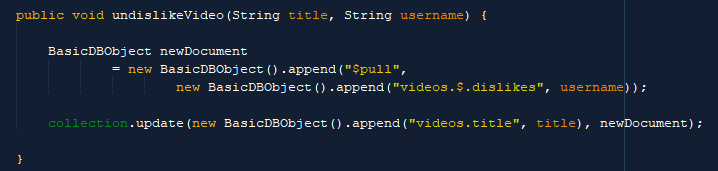 public void undislikeVideo(String title, String username) {
BasicDBObject newDocument
= new BasicDBObject().append("$pull",
new BasicDBObject().append("videos.$.dislikes", username));
collection.update(new BasicDBObject().append("videos.title", title), newDocument);
}